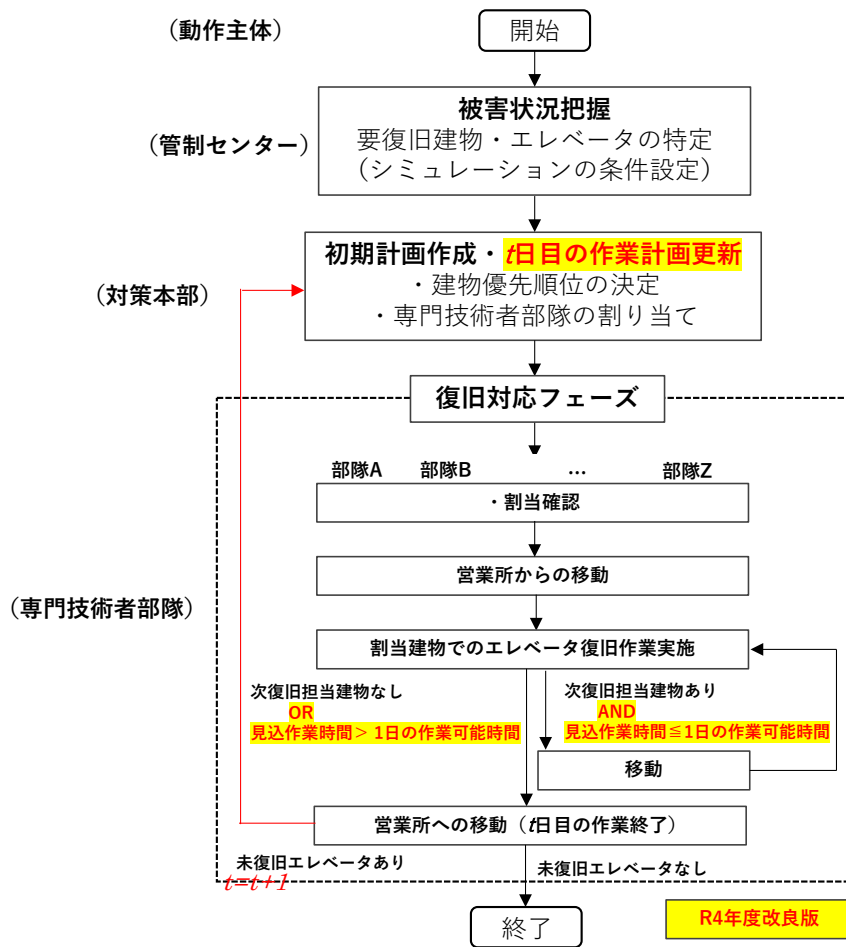 （動作主体）
開始
被害状況把握
（管制センター）
要復旧建物・エレベータの特定
（シミュレーションの条件設定）
初期計画作成・t日目の作業計画更新
（対策本部）
・建物優先順位の決定
・専門技術者部隊の割り当て
復旧対応フェーズ
部隊A 部隊B … 部隊Z
・割当確認
営業所からの移動
（専門技術者部隊）
割当建物でのエレベータ復旧作業実施
次復旧担当建物なし
OR
見込作業時間＞ 1日の作業可能時間
次復旧担当建物あり
AND
見込作業時間≦1日の作業可能時間
移動
営業所への移動（t日目の作業終了）
未復旧エレベータあり
t=t+1
未復旧エレベータなし
終了
R4年度改良版